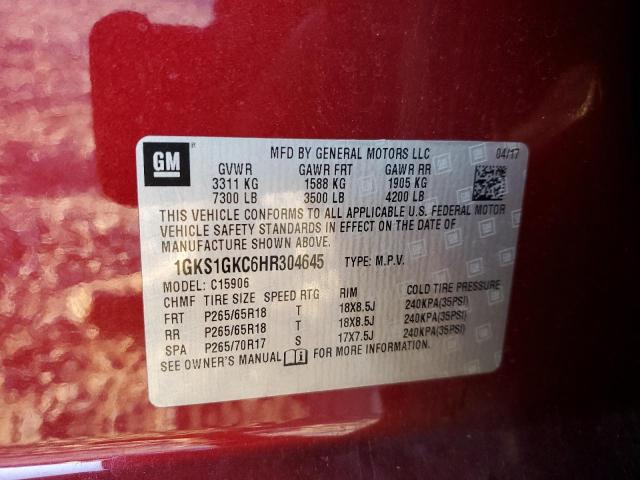 GM
MFD BY GENERAL MOTORS LLC 04/17
GVWR GAWR FRT GAWR RR
3311 KG 1588 KG 1905 KG
7300 LB 3500 LB 4200 LB
THIS VEHICLE CONFORMS TO ALL APPLICABLE U.S. FEDERAL MOTOR
VEHICLE SAFETY STANDARDS IN EFFECT ON THE DATE OF
MANUFACTURE SHOWN ABOVE.
1GKS1GKC6HR304645 TYPE: M.P.V.
MODEL: C15906
CHMF TIRE SIZE SPEED RTG RIM COLD TIRE PRESSURE
FRT P265/65R18 T 18X8.5J 240KPA(35PSI)
RR P265/65R18 T 18X8.5J 240KPA(35PSI)
SPA P265/70R17 S 17X7.5J 240KPA(35PSI)
SEE OWNER'S MANUAL FOR MORE INFORMATION.